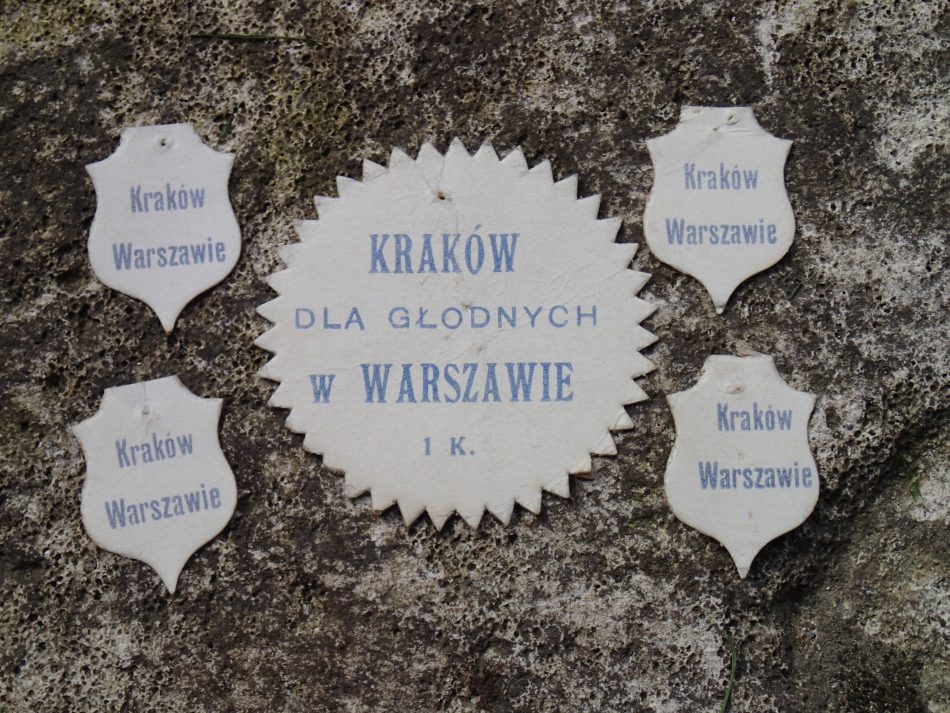 Kraków
Warszawie
Kraków
Warszawie
KRAKÓW
DLA GŁODNYCH
w WARSZAWIE
1 K.
Kraków
Warszawie
Kraków
Warszawie